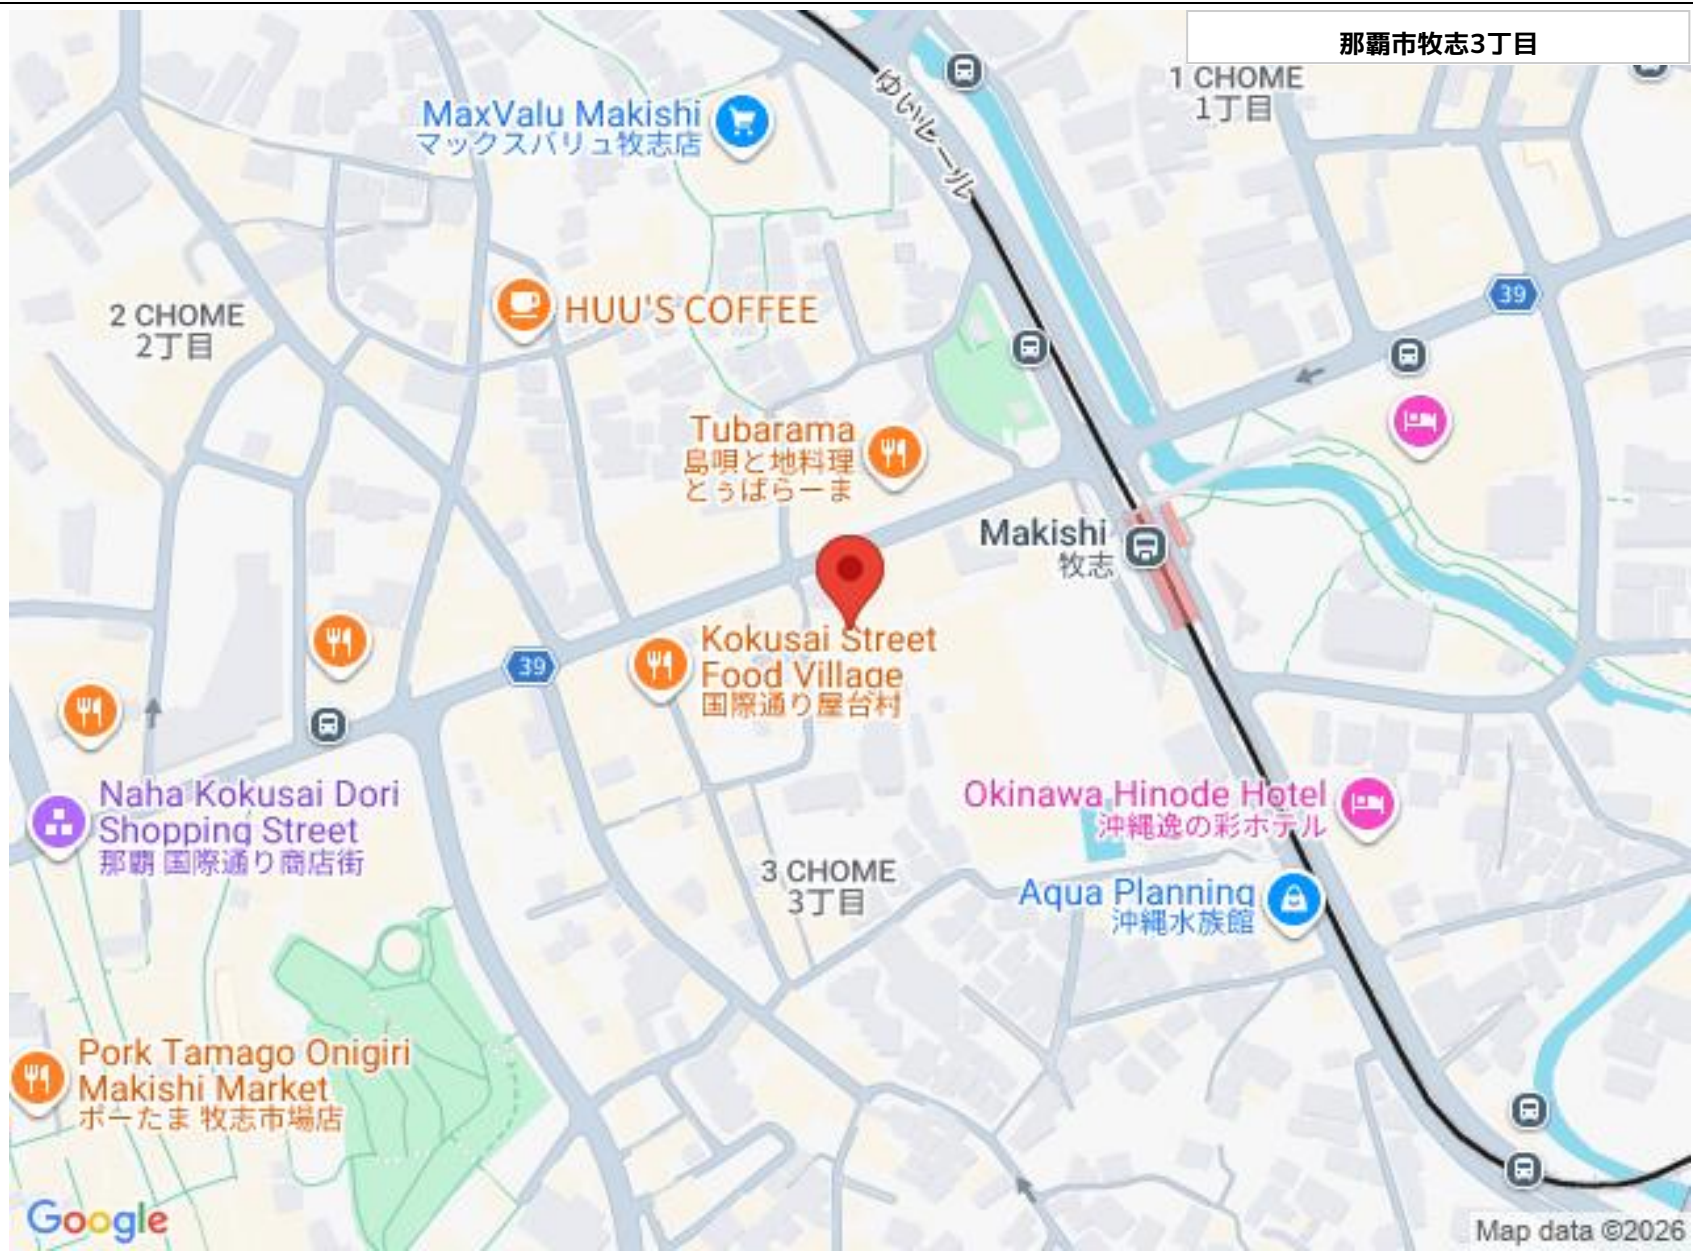 那覇市牧志3丁目
1 CHOME
1丁目
ゆいレール
MaxValu Makishi
マックスバリュ牧志店
39
HUU'S COFFEE
2 CHOME
2丁目
Tubarama
島唄と地料理
とぅばらーま
Makishi
牧志
Kokusai Street
Food Village
国際通り屋台村
39
Naha Kokusai Dori
Shopping Street
那覇 国際通り商店街
Okinawa Hinode Hotel
沖縄逸の彩ホテル
3 CHOME
3丁目
Aqua Planning
沖縄水族館
Pork Tamago Onigiri
Makishi Market
ポーたま 牧志市場店
Google
Map data ©2026